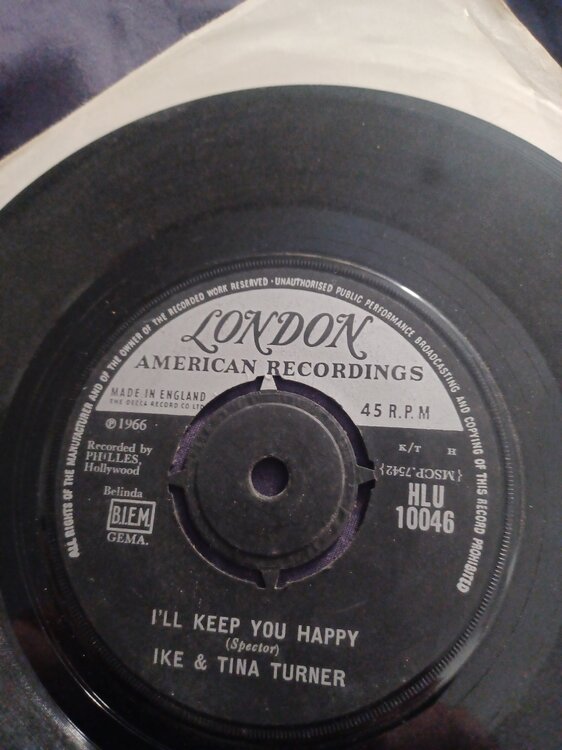 ALL RIGHTS OF THE MANUFACTURER AND OF THE OWNER OF THE RECORDED WORK RESERVED · UNAUTHORISED PUBLIC PERFORMANCE BROADCASTING AND COPYING OF THIS RECORD PROHIBITED
LONDON
AMERICAN RECORDINGS
MADE IN ENGLAND
THE DECCA RECORD CO LTD
45 R.P.M
℗ 1966
K/T H
Recorded by
PHILLES,
Hollywood
{MSCP.7542}
Belinda
B.I.E.M.
GEMA.
HLU
10046
I'LL KEEP YOU HAPPY
(Spector)
IKE & TINA TURNER